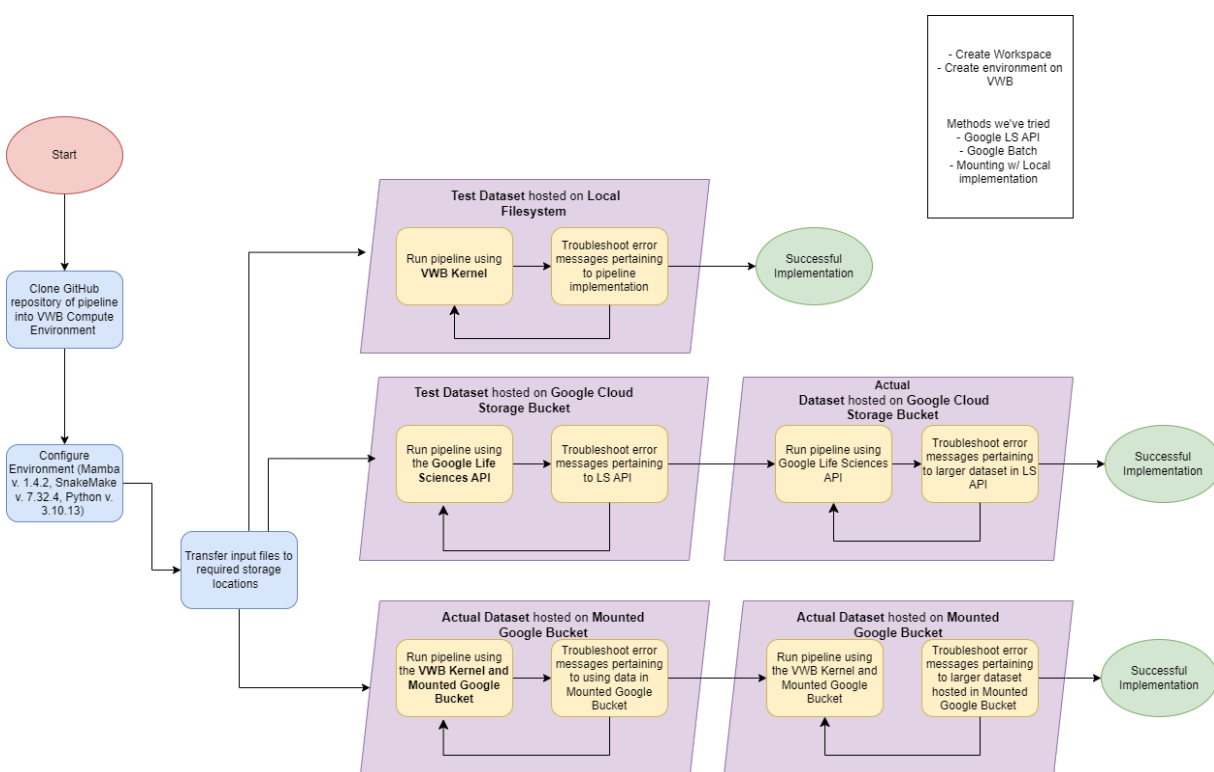 - Create Workspace
- Create environment on
VWB
Methods we've tried
- Google LS API
- Google Batch
- Mounting w/ Local
implementation
Start
Clone GitHub
repository of pipeline
into VWB Compute
Environment
Configure
Environment (Mamba
v. 1.4.2, SnakeMake
v. 7.32.4, Python v.
3.10.13)
Transfer input files to
required storage
locations
Test Dataset hosted on Local
Filesystem
Run pipeline using
VWB Kernel
Troubleshoot error
messages pertaining
to pipeline
implementation
Successful
Implementation
Test Dataset hosted on Google Cloud
Storage Bucket
Run pipeline using
the Google Life
Sciences API
Troubleshoot error
messages pertaining
to LS API
Actual
Dataset hosted on Google Cloud
Storage Bucket
Run pipeline using
Google Life Sciences
API
Troubleshoot error
messages pertaining
to larger dataset in LS
API
Successful
Implementation
Actual Dataset hosted on Mounted
Google Bucket
Run pipeline using
the VWB Kernel and
Mounted Google
Bucket
Troubleshoot error
messages pertaining
to using data in
Mounted Google
Bucket
Actual Dataset hosted on Mounted
Google Bucket
Run pipeline using
the VWB Kernel and
Mounted Google
Bucket
Troubleshoot error
messages pertaining
to larger dataset
hosted in Mounted
Google Bucket
Successful
Implementation